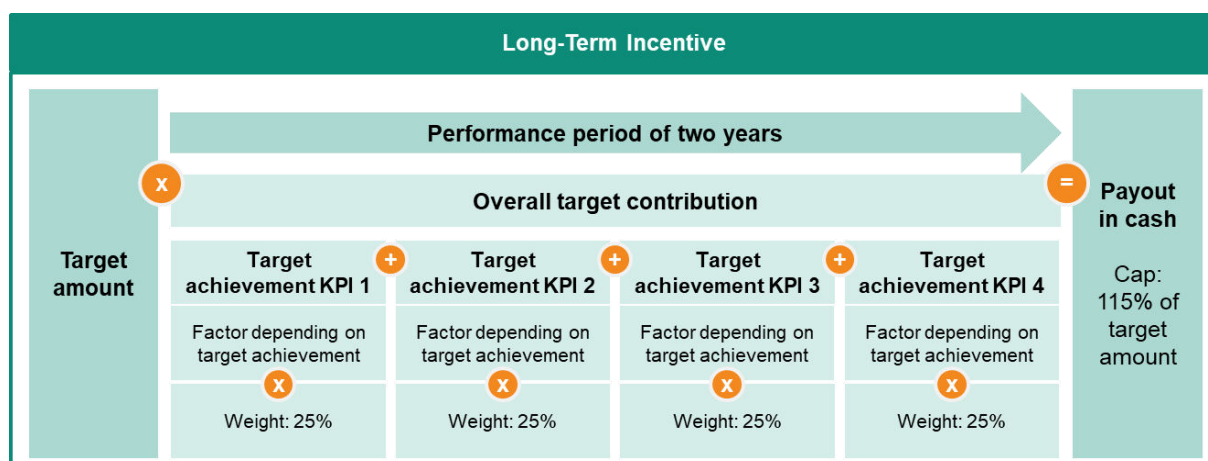 Long-Term Incentive
Performance period of two years
x
=
Overall target contribution
Target
amount
Target
achievement KPI 1
+
Target
achievement KPI 2
+
Target
achievement KPI 3
+
Target
achievement KPI 4
Factor depending on
target achievement
Factor depending on
target achievement
Factor depending on
target achievement
Factor depending on
target achievement
x
x
x
x
Weight: 25%
Weight: 25%
Weight: 25%
Weight: 25%
Payout
in cash
Cap:
115% of
target
amount